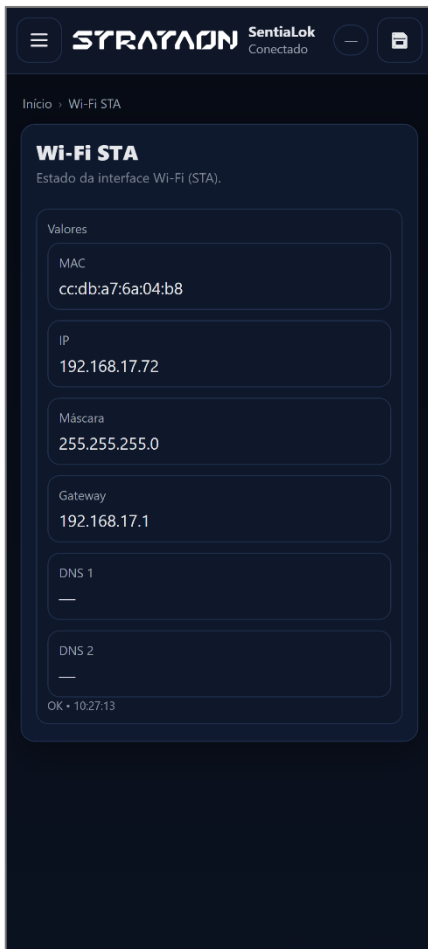 STRATAON
SentiaLok
Conectado
—
Início › Wi-Fi STA
Wi-Fi STA
Estado da interface Wi-Fi (STA).
Valores
MAC
cc:db:a7:6a:04:b8
IP
192.168.17.72
Máscara
255.255.255.0
Gateway
192.168.17.1
DNS 1
—
DNS 2
—
OK • 10:27:13